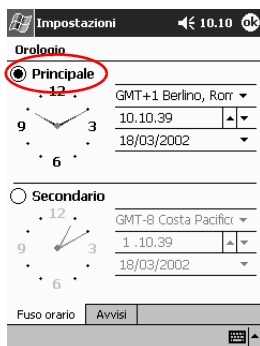 Impostazioni 10.10 ok
Orologio
Principale
12
9 3
6
GMT+1 Berlino, Rom
10.10.39
18/03/2002
Secondario
12
9 3
6
GMT-8 Costa Pacific
1 .10.39
18/03/2002
Fuso orario Avvisi